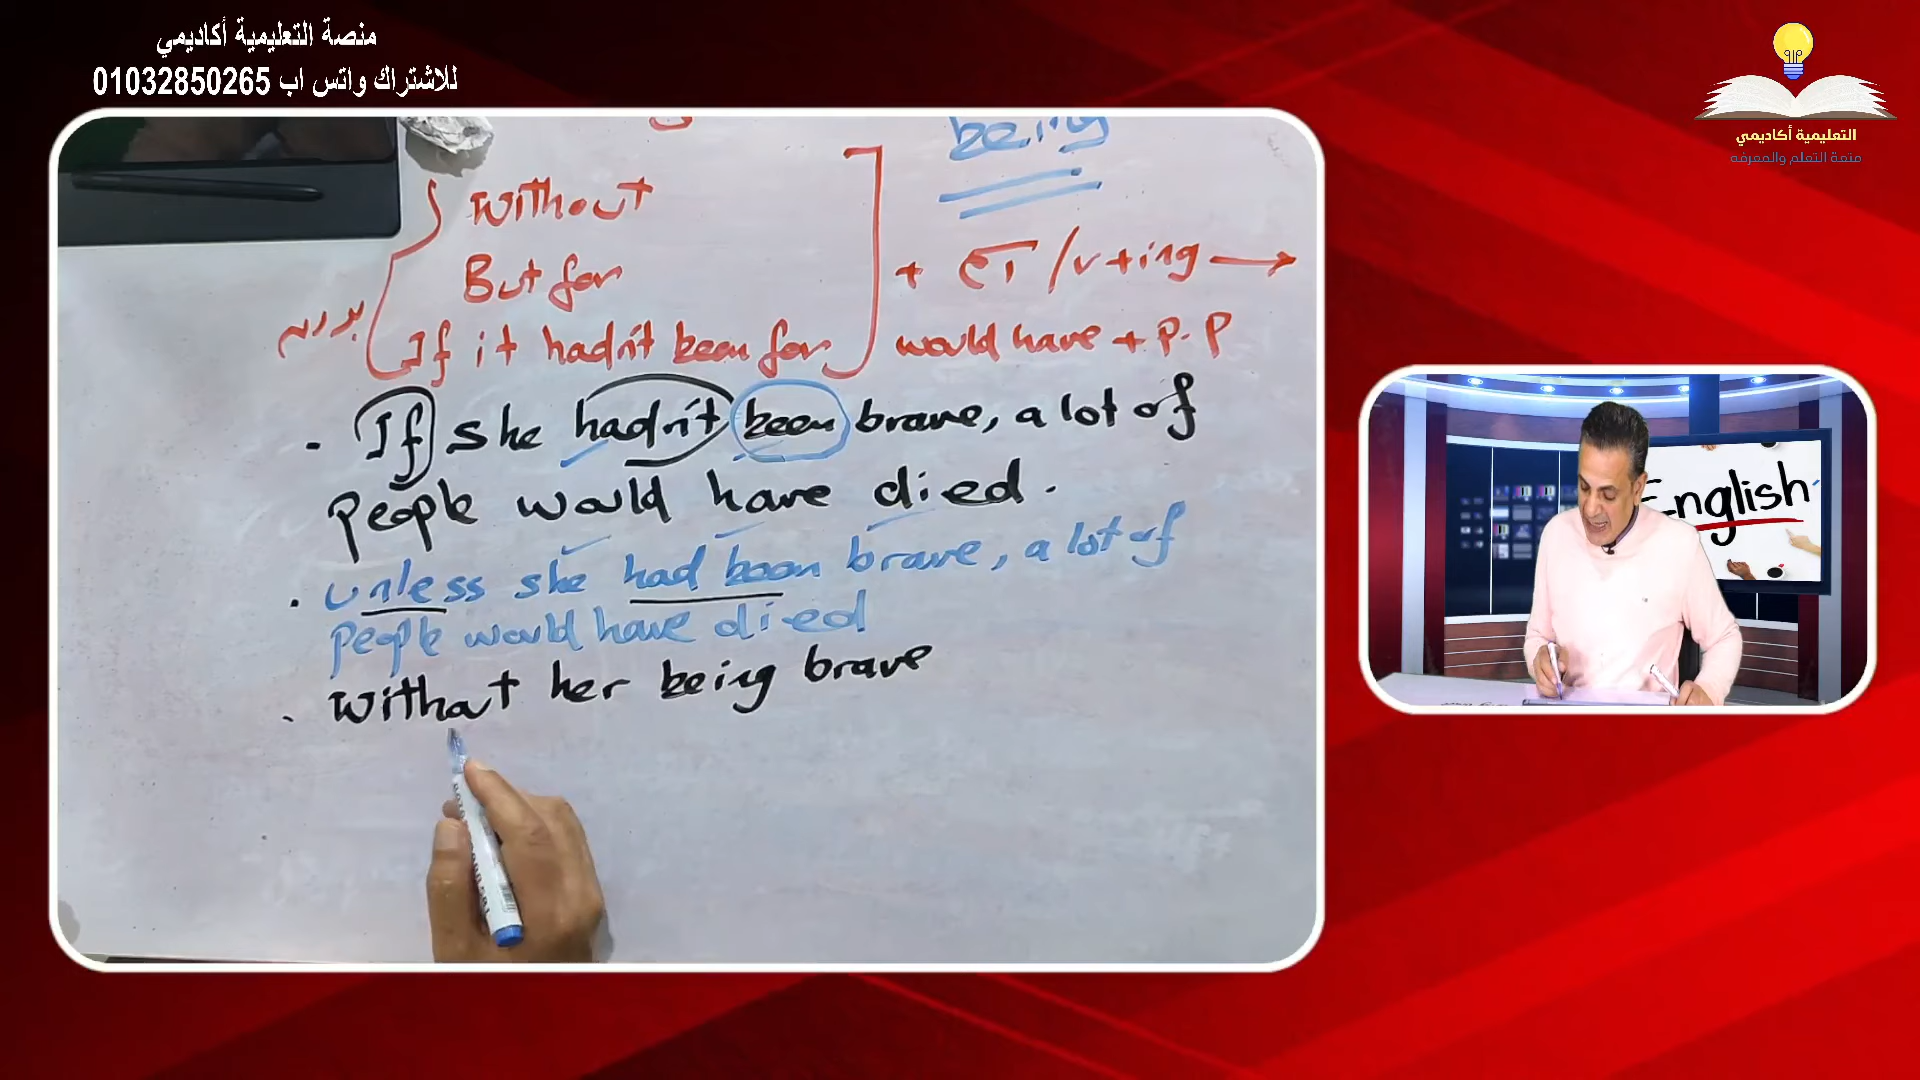 منصة التعليمية أكاديمي
للاشتراك واتس اب 01032850265
التعليمية أكاديمي
متعة التعلم والمعرفه
being
Without
But for
If it hadn't been for
+ / v + ing →
would have + P.P
بدون
. If she hadn't been brave, a lot of
people would have died.
. unless she had been brave, a lot of
people would have died
. Without her being brave
English